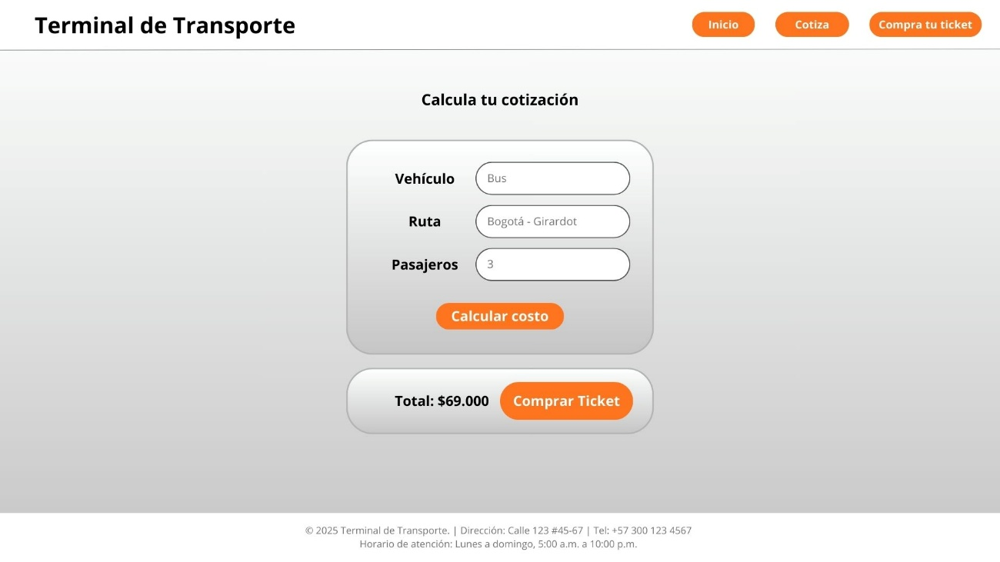 Terminal de Transporte
Inicio
Cotiza
Compra tu ticket
Calcula tu cotización
Vehículo
Bus
Ruta
Bogotá - Girardot
Pasajeros
3
Calcular costo
Total: $69.000
Comprar Ticket
© 2025 Terminal de Transporte. | Dirección: Calle 123 #45-67 | Tel: +57 300 123 4567
Horario de atención: Lunes a domingo, 5:00 a.m. a 10:00 p.m.